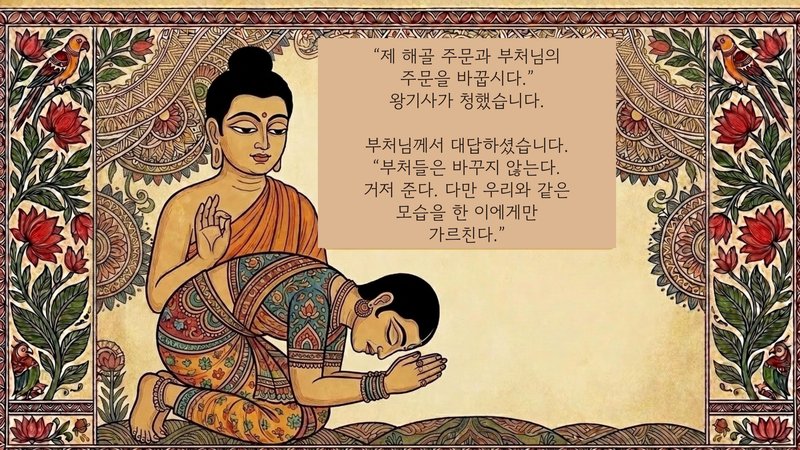 “제 해골 주문과 부처님의
주문을 바꿉시다.”
왕기사가 청했습니다.
부처님께서 대답하셨습니다.
“부처들은 바꾸지 않는다.
거저 준다. 다만 우리와 같은
모습을 한 이에게만
가르친다.”